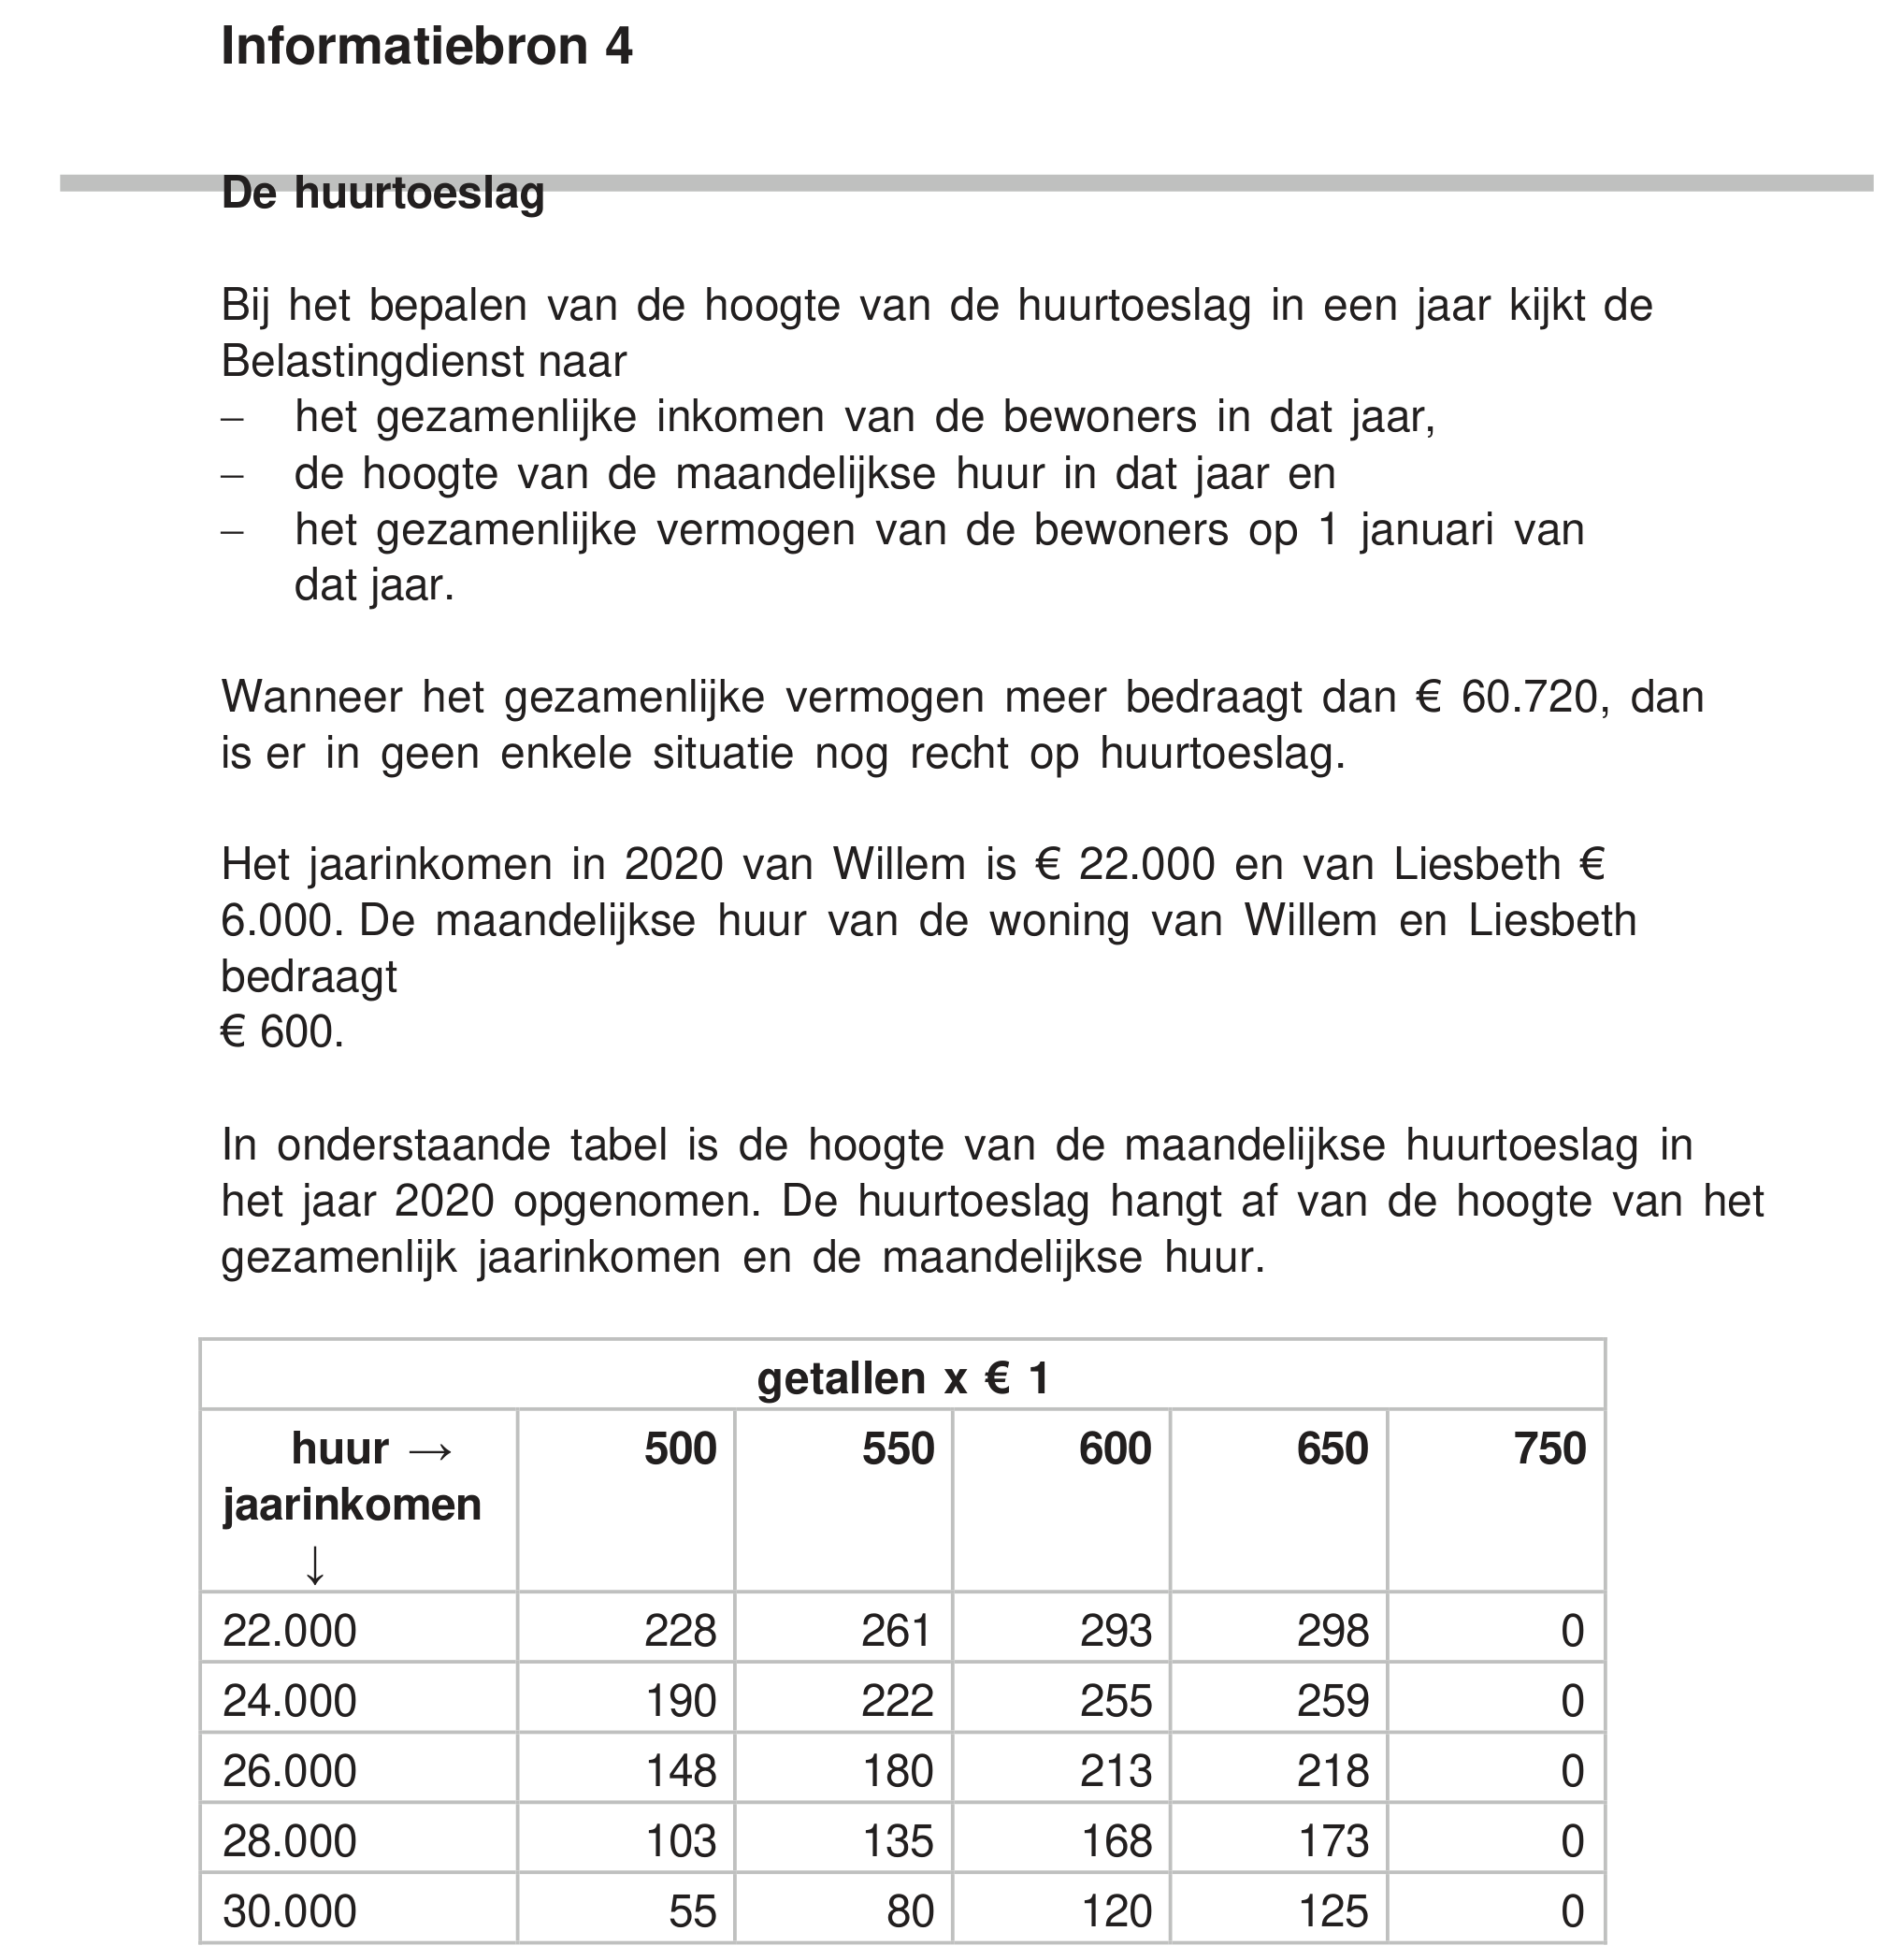 Informatiebron 4
De huurtoeslag
Bij het bepalen van de hoogte van de huurtoeslag in een jaar kijkt de
Belastingdienst naar
– het gezamenlijke inkomen van de bewoners in dat jaar,
– de hoogte van de maandelijkse huur in dat jaar en
– het gezamenlijke vermogen van de bewoners op 1 januari van
dat jaar.
Wanneer het gezamenlijke vermogen meer bedraagt dan € 60.720, dan
is er in geen enkele situatie nog recht op huurtoeslag.
Het jaarinkomen in 2020 van Willem is € 22.000 en van Liesbeth €
6.000. De maandelijkse huur van de woning van Willem en Liesbeth
bedraagt
€ 600.
In onderstaande tabel is de hoogte van de maandelijkse huurtoeslag in
het jaar 2020 opgenomen. De huurtoeslag hangt af van de hoogte van het
gezamenlijk jaarinkomen en de maandelijkse huur.
getallen x € 1
huur → 500 550 600 650 750
jaarinkomen
↓
22.000 228 261 293 298 0
24.000 190 222 255 259 0
26.000 148 180 213 218 0
28.000 103 135 168 173 0
30.000 55 80 120 125 0